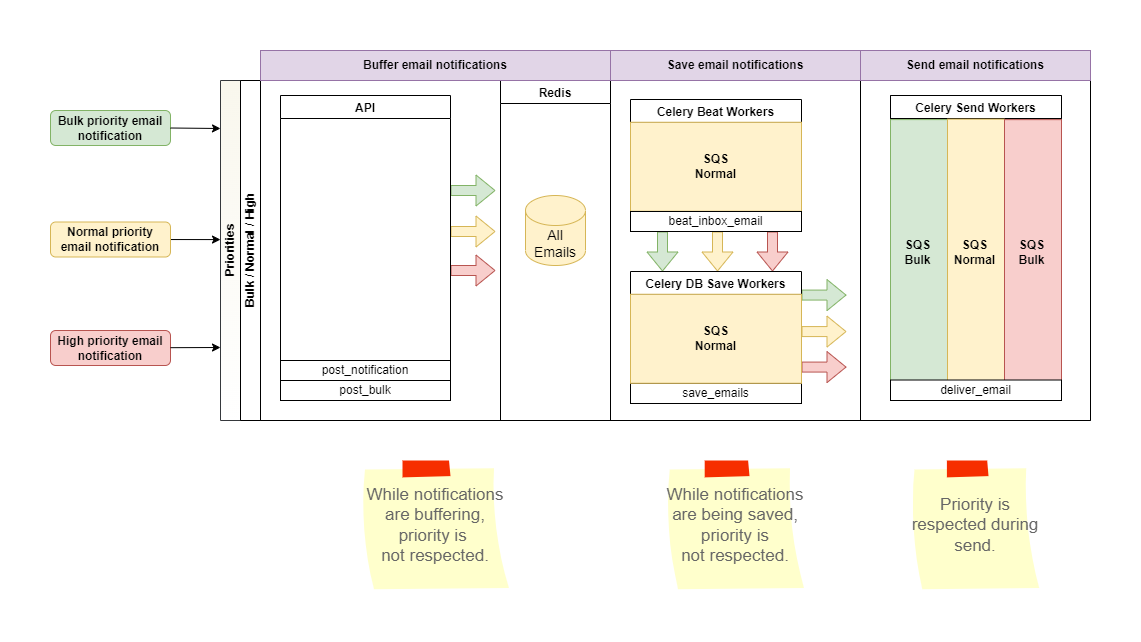 Buffer email notifications
Save email notifications
Send email notifications
Bulk priority email
notification
Normal priority
email notification
High priority email
notification
Priorities
Bulk / Normal / High
API
post_notification
post_bulk
Redis
All
Emails
Celery Beat Workers
SQS
Normal
beat_inbox_email
Celery DB Save Workers
SQS
Normal
save_emails
Celery Send Workers
SQS
Bulk
SQS
Normal
SQS
Bulk
deliver_email
While notifications
are buffering,
priority is
not respected.
While notifications
are being saved,
priority is
not respected.
Priority is
respected during
send.